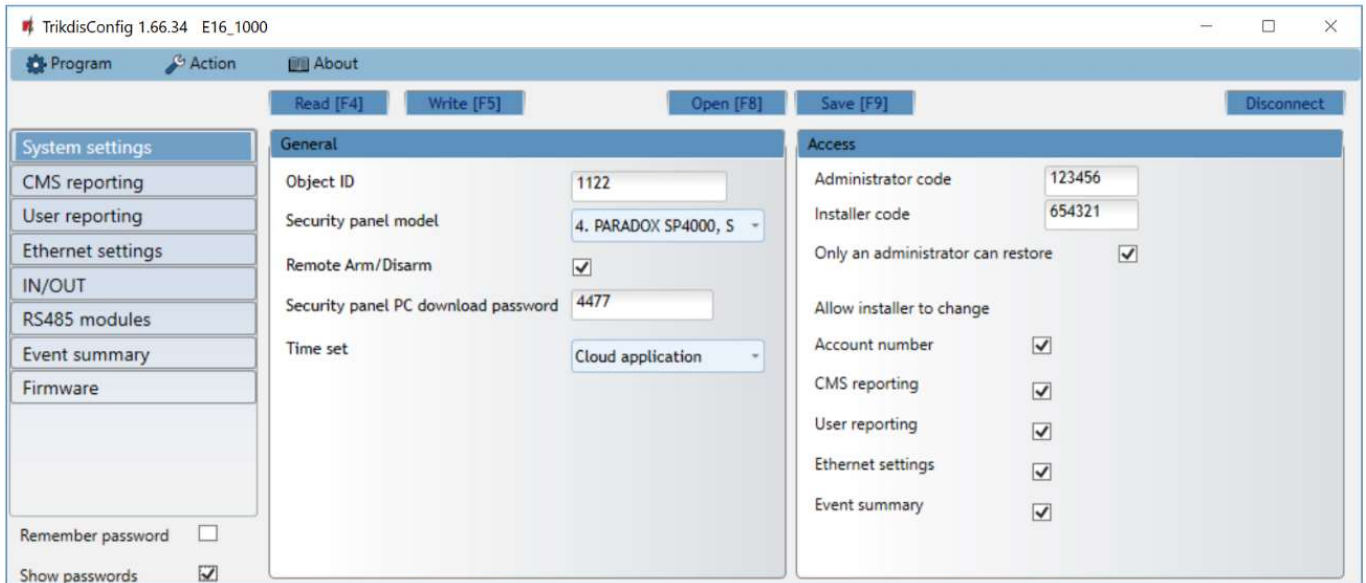 TrikdisConfig 1.66.34 E16_1000
Program Action About
Read [F4] Write [F5] Open [F8] Save [F9] Disconnect
System settings
CMS reporting
User reporting
Ethernet settings
IN/OUT
RS485 modules
Event summary
Firmware
Remember password
Show passwords
General
Object ID 1122
Security panel model 4. PARADOX SP4000, S
Remote Arm/Disarm
Security panel PC download password 4477
Time set Cloud application
Access
Administrator code 123456
Installer code 654321
Only an administrator can restore
Allow installer to change
Account number
CMS reporting
User reporting
Ethernet settings
Event summary